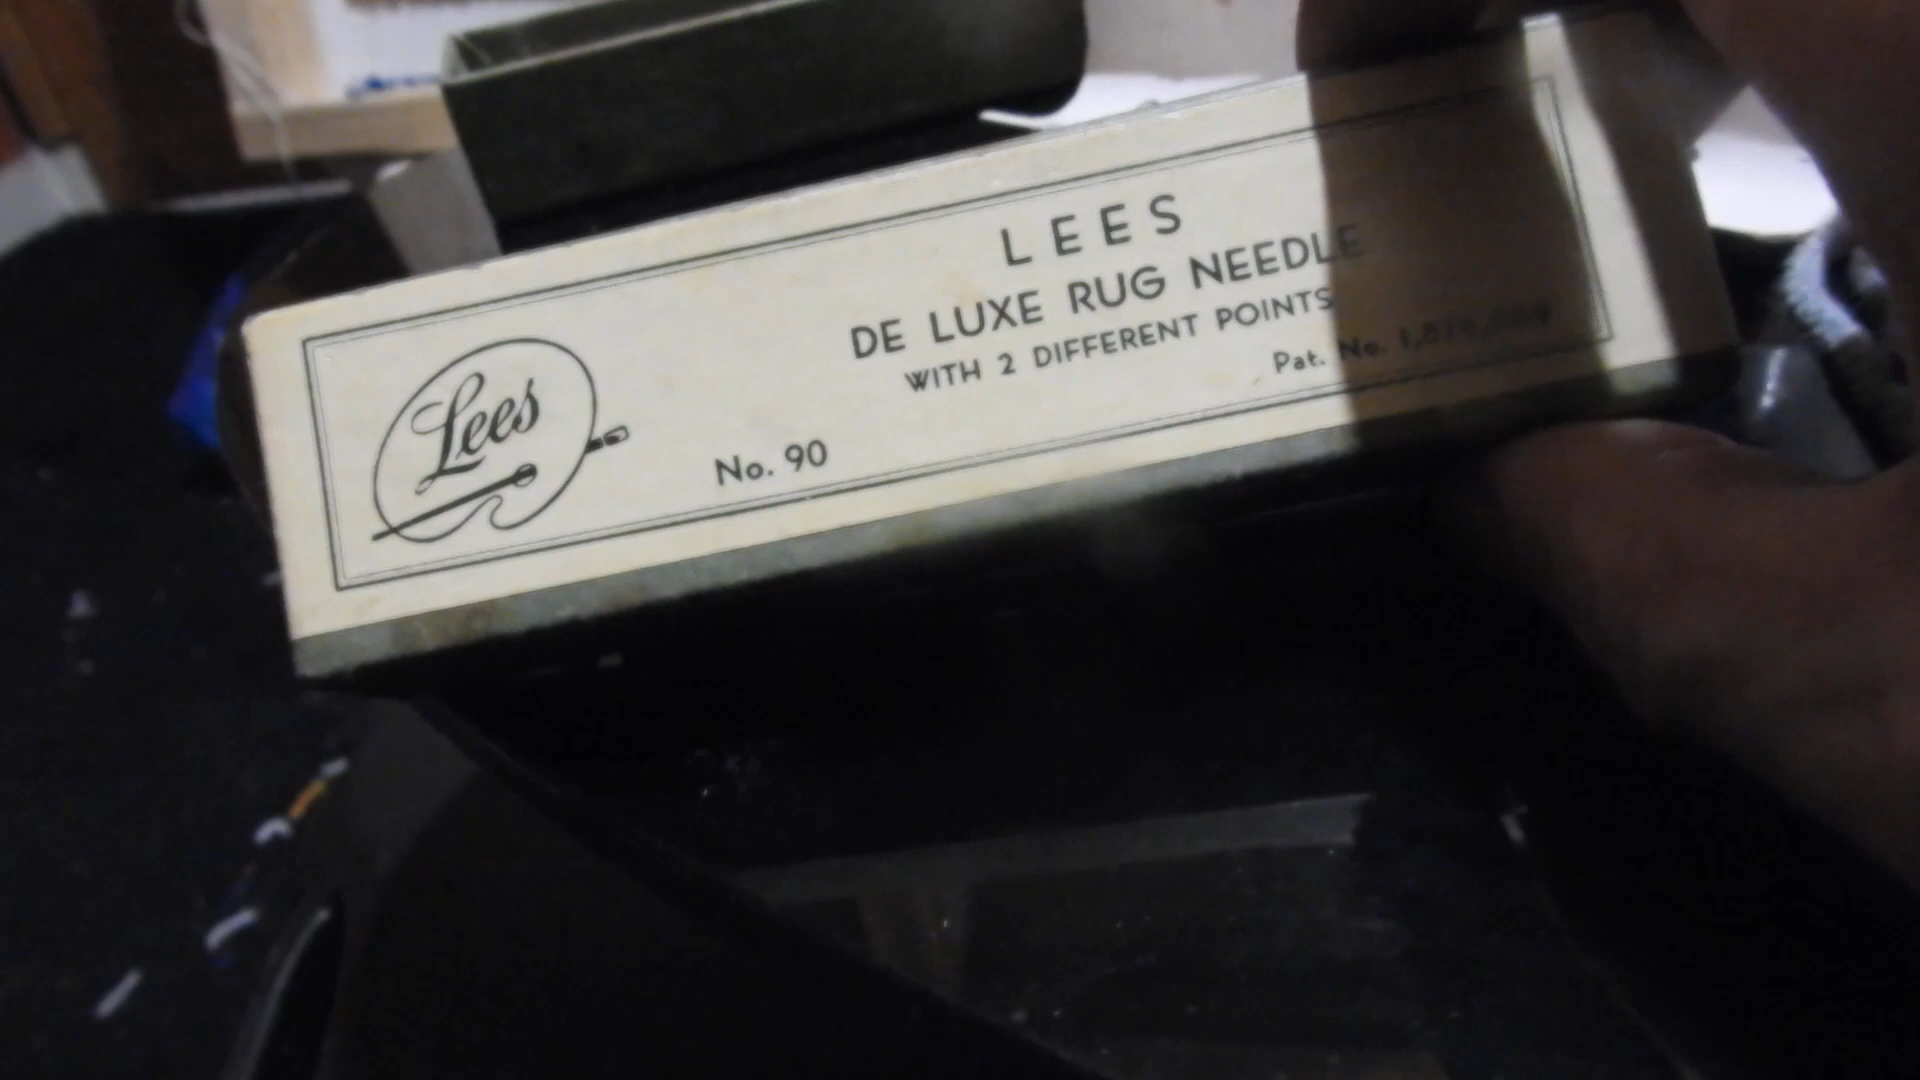 Lees
No. 90
LEES
DE LUXE RUG NEEDLE
WITH 2 DIFFERENT POINTS
Pat. No.